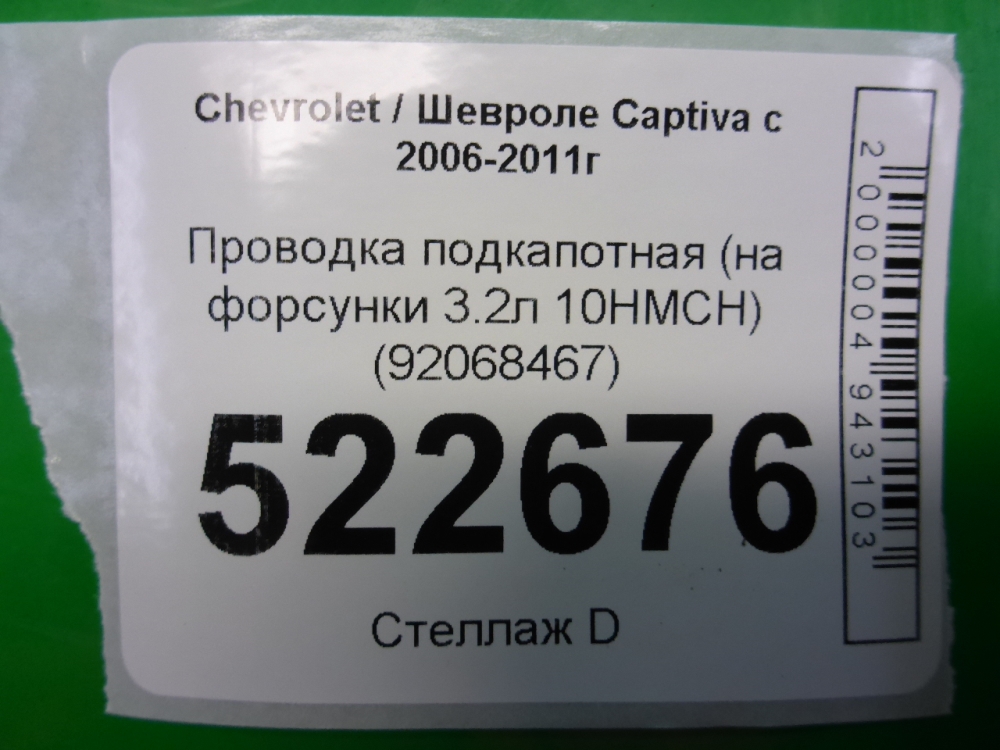 Chevrolet / Шевроле Captiva с
2006-2011г
Проводка подкапотная (на
форсунки 3.2л 10HMCH)
(92068467)
522676
Стеллаж D
2000004943103